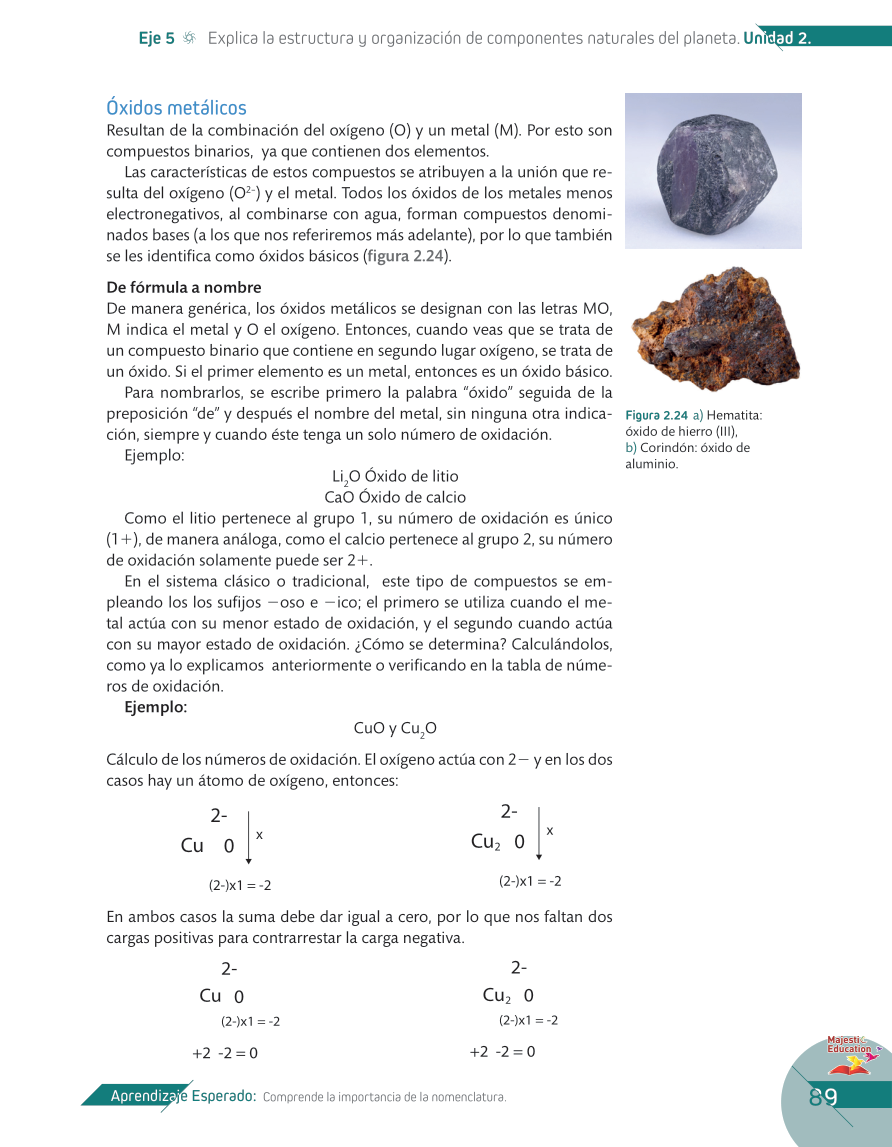 Eje 5 Explica la estructura y organización de componentes naturales del planeta. Unidad 2.
Óxidos metálicos
Resultan de la combinación del oxígeno (O) y un metal (M). Por esto son
compuestos binarios,  ya que contienen dos elementos.
Las características de estos compuestos se atribuyen a la unión que re-
sulta del oxígeno (O²⁻) y el metal. Todos los óxidos de los metales menos
electronegativos, al combinarse con agua, forman compuestos denomi-
nados bases (a los que nos referiremos más adelante), por lo que también
se les identifica como óxidos básicos (figura 2.24).
De fórmula a nombre
De manera genérica, los óxidos metálicos se designan con las letras MO,
M indica el metal y O el oxígeno. Entonces, cuando veas que se trata de
un compuesto binario que contiene en segundo lugar oxígeno, se trata de
un óxido. Si el primer elemento es un metal, entonces es un óxido básico.
Para nombrarlos, se escribe primero la palabra “óxido” seguida de la
preposición “de” y después el nombre del metal, sin ninguna otra indica-
ción, siempre y cuando éste tenga un solo número de oxidación.
Ejemplo:
Li₂O Óxido de litio
CaO Óxido de calcio
Como el litio pertenece al grupo 1, su número de oxidación es único
(1+), de manera análoga, como el calcio pertenece al grupo 2, su número
de oxidación solamente puede ser 2+.
En el sistema clásico o tradicional,  este tipo de compuestos se em-
pleando los los sufijos −oso e −ico; el primero se utiliza cuando el me-
tal actúa con su menor estado de oxidación, y el segundo cuando actúa
con su mayor estado de oxidación. ¿Cómo se determina? Calculándolos,
como ya lo explicamos  anteriormente o verificando en la tabla de núme-
ros de oxidación.
Ejemplo:
CuO y Cu₂O
Cálculo de los números de oxidación. El oxígeno actúa con 2− y en los dos
casos hay un átomo de oxígeno, entonces:
2-
Cu 0 x
(2-)x1 = -2
2-
Cu₂ 0 x
(2-)x1 = -2
En ambos casos la suma debe dar igual a cero, por lo que nos faltan dos
cargas positivas para contrarrestar la carga negativa.
2-
Cu 0
(2-)x1 = -2
+2 -2 = 0
2-
Cu₂ 0
(2-)x1 = -2
+2 -2 = 0
Figura 2.24 a) Hematita:
óxido de hierro (III),
b) Corindón: óxido de
aluminio.
Majestic
Education
Aprendizaje Esperado: Comprende la importancia de la nomenclatura.
89